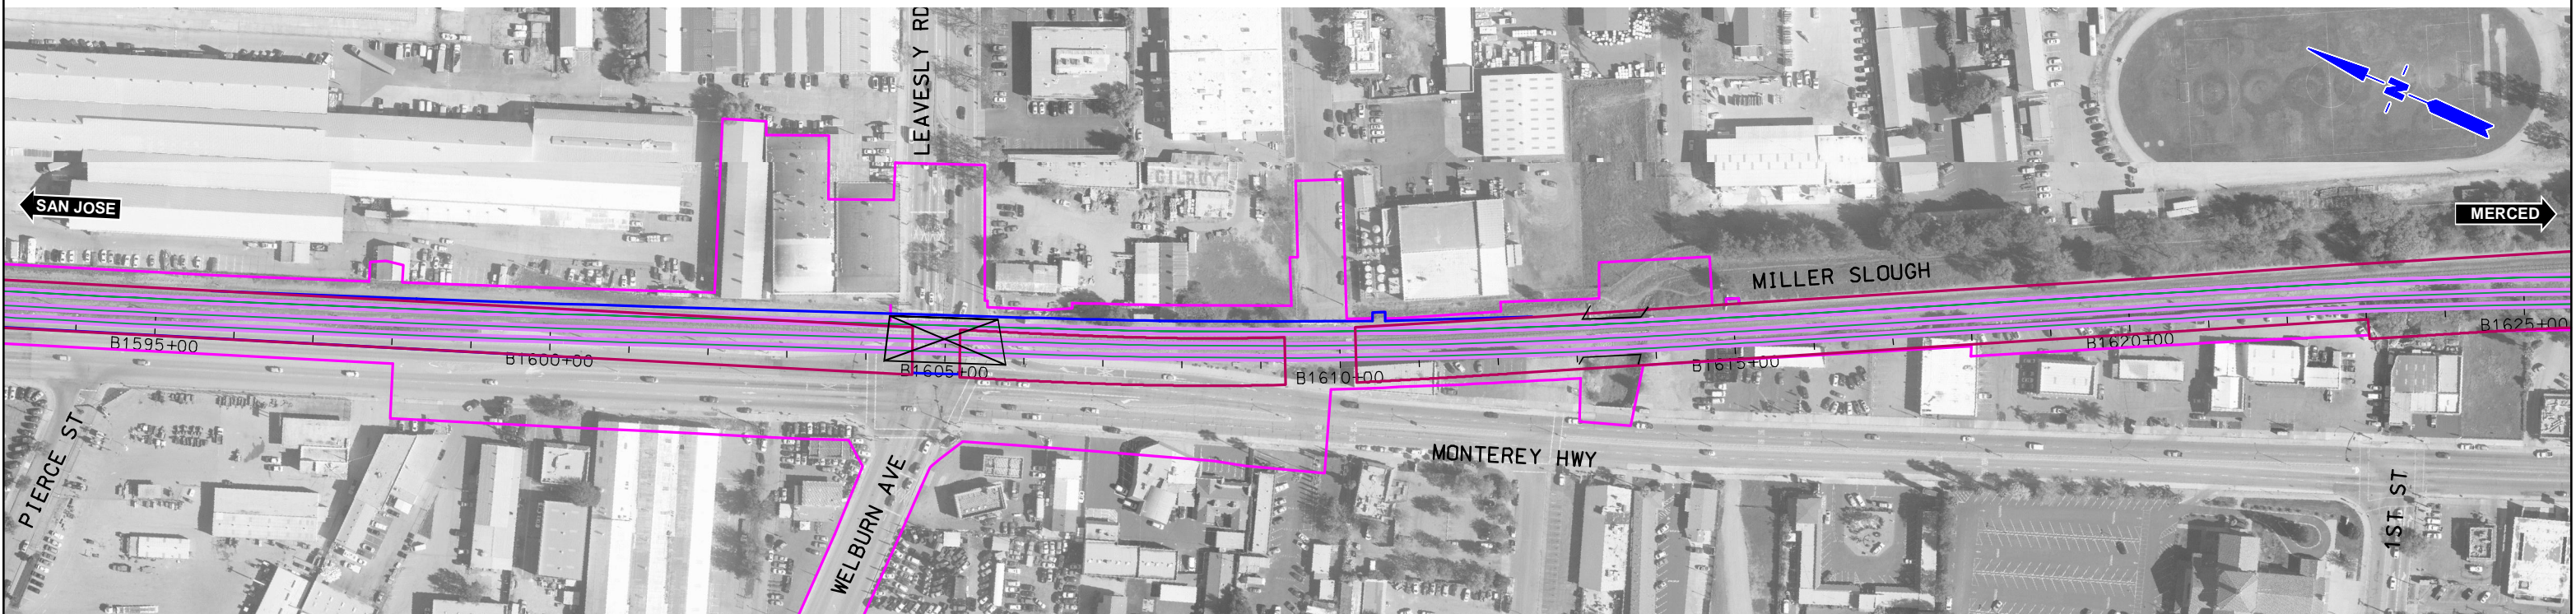 LEAVESLY RD
N
GILROY
SAN JOSE
MERCED
MILLER SLOUGH
B1595+00
B1600+00
B1605+00
B1610+00
B1615+00
B1620+00
B1625+00
PIERCE ST
WELBURN AVE
MONTEREY HWY
1ST ST